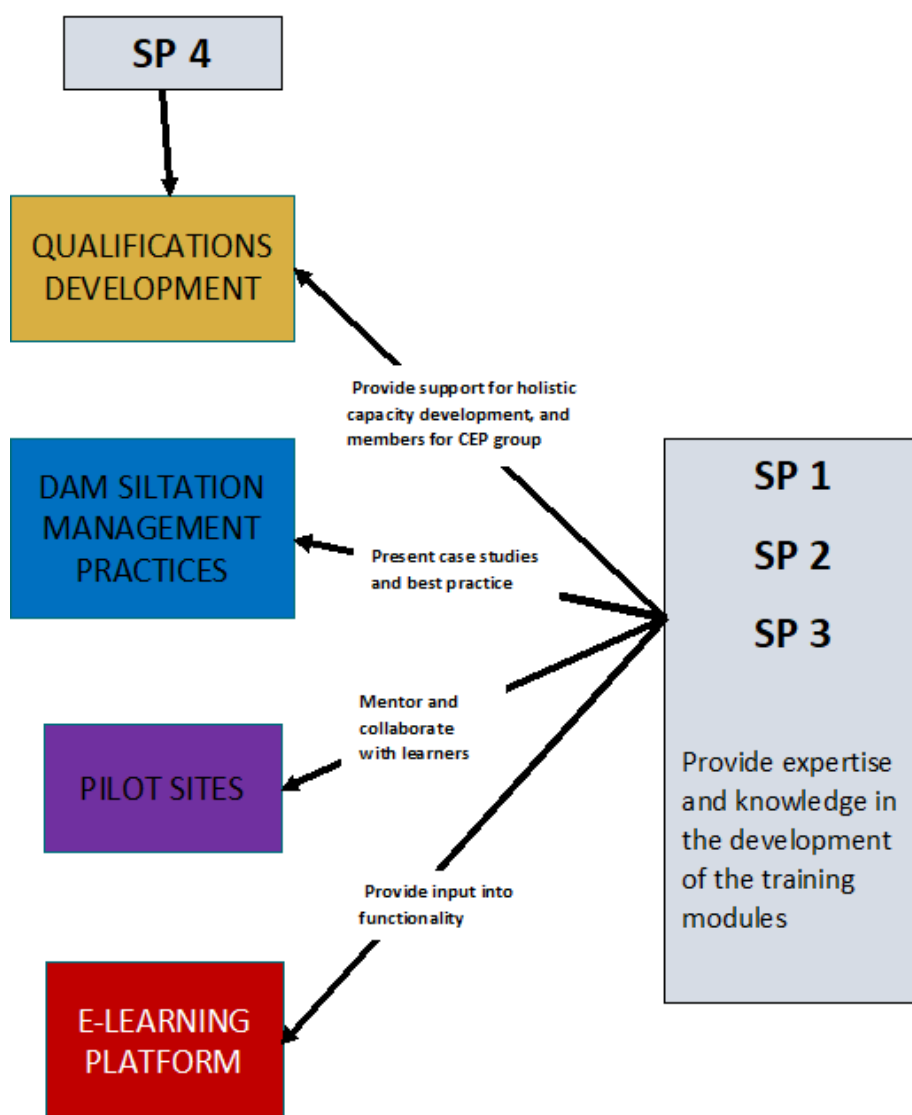 SP 4
QUALIFICATIONS
DEVELOPMENT
Provide support for holistic
capacity development, and
members for CEP group
DAM SILTATION
MANAGEMENT
PRACTICES
Present case studies
and best practice
SP 1
SP 2
SP 3
Provide expertise
and knowledge in
the development
of the training
modules
Mentor and
collaborate
with learners
PILOT SITES
Provide input into
functionality
E-LEARNING
PLATFORM